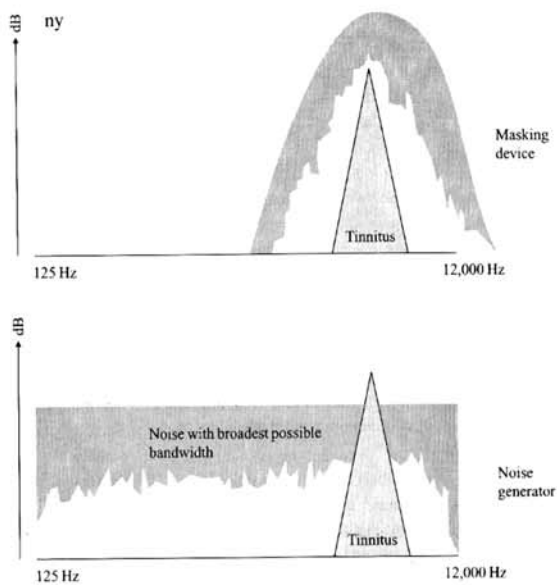 dB
ny
Masking
device
Tinnitus
125 Hz
12,000 Hz
dB
Noise with broadest possible
bandwidth
Noise
generator
Tinnitus
125 Hz
12,000 Hz